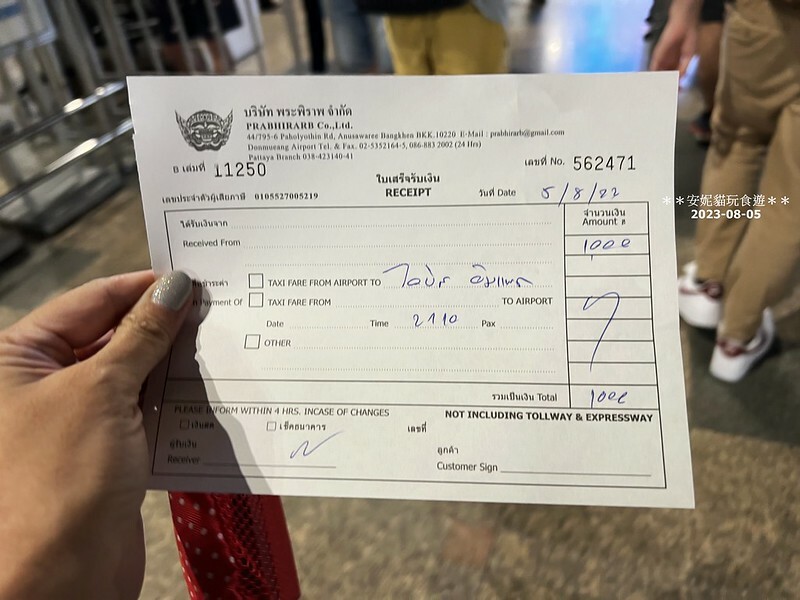 บริษัท พระพิราพ จำกัด
PRABHIRARB Co.,Ltd.
44/795-6 Paholyothin Rd, Anusawaree Bangkhen BKK.10220 E-Mail : prabhirarb@gmail.com
Donmueang Airport Tel. & Fax. 02-5352164-5, 086-883 2002 (24 Hrs)
Pattaya Branch 038-423140-41
เล่มที่ 11250
เลขที่ No. 562471
ใบเสร็จรับเงิน
RECEIPT
วันที่ Date 5/8/22
เลขประจำตัวผู้เสียภาษี 0105527005219
**安妮貓玩食遊**
2023-08-05
ได้รับเงินจาก
Received From
จำนวนเงิน
Amount ฿
1000
TAXI FARE FROM AIRPORT TO
Payment Of TAXI FARE FROM TO AIRPORT
Date Time 2110 Pax
OTHER
รวมเป็นเงิน Total 1000
PLEASE INFORM WITHIN 4 HRS. INCASE OF CHANGES
NOT INCLUDING TOLLWAY & EXPRESSWAY
เงินสด เช็คธนาคาร เลขที่
ผู้รับเงิน
Receiver
ลูกค้า
Customer Sign